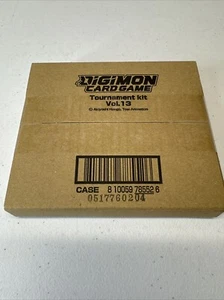 DIGIMON
CARD GAME
Tournament kit
Vol.13
CASE 8 10059 78552 6
0517760204